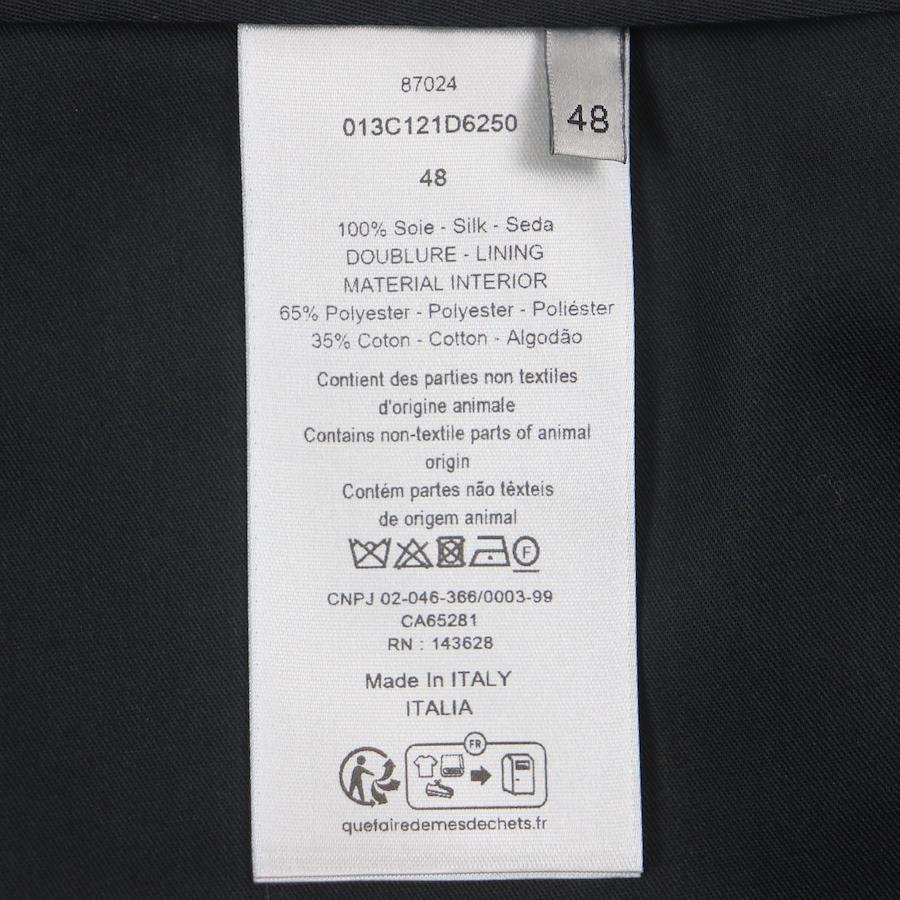 87024
013C121D6250
48
48
100% Soie - Silk - Seda
DOUBLURE - LINING
MATERIAL INTERIOR
65% Polyester - Polyester - Poliéster
35% Coton - Cotton - Algodão
Contient des parties non textiles
d'origine animale
Contains non-textile parts of animal
origin
Contém partes não têxteis
de origem animal
F
CNPJ 02-046-366/0003-99
CA65281
RN : 143628
Made In ITALY
ITALIA
FR
quefairedemesdechets.fr